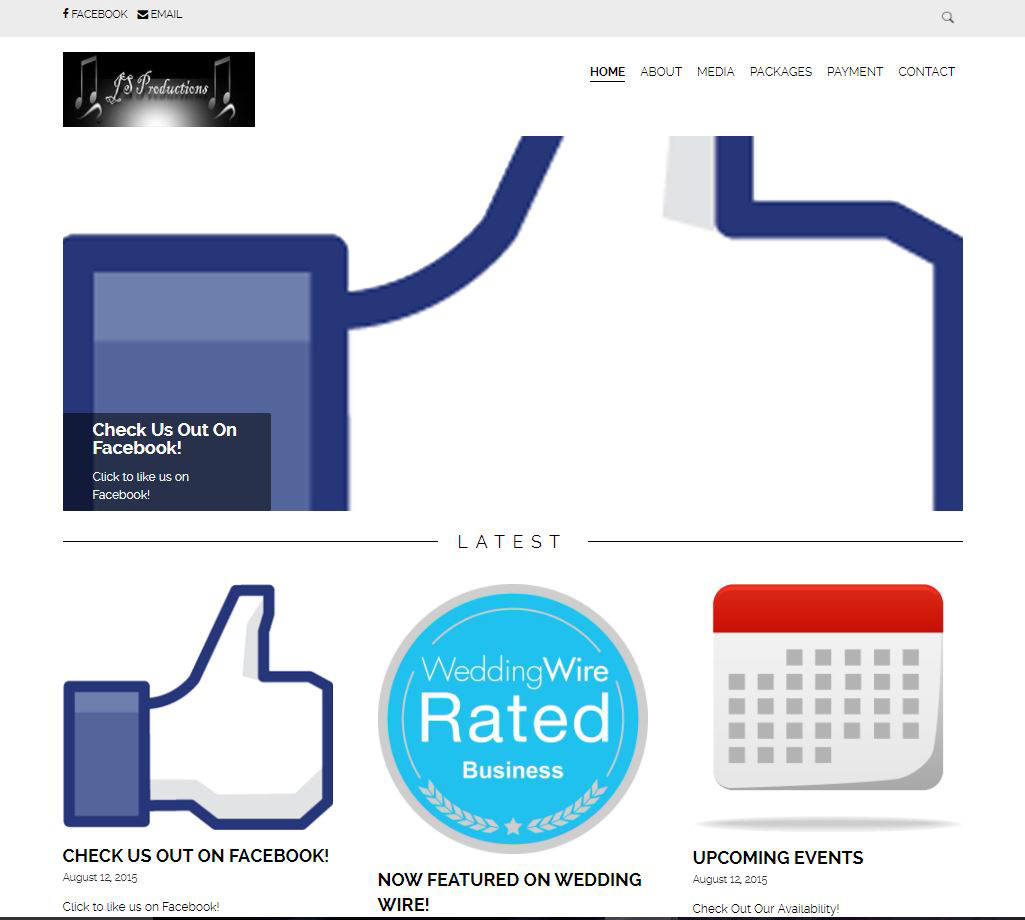 FACEBOOK EMAIL
JS Productions
HOME ABOUT MEDIA PACKAGES PAYMENT CONTACT
Check Us Out On
Facebook!
Click to like us on
Facebook!
LATEST
WeddingWire
Rated
Business
CHECK US OUT ON FACEBOOK!
August 12, 2015
Click to like us on Facebook!
NOW FEATURED ON WEDDING
WIRE!
UPCOMING EVENTS
August 12, 2015
Check Out Our Availability!